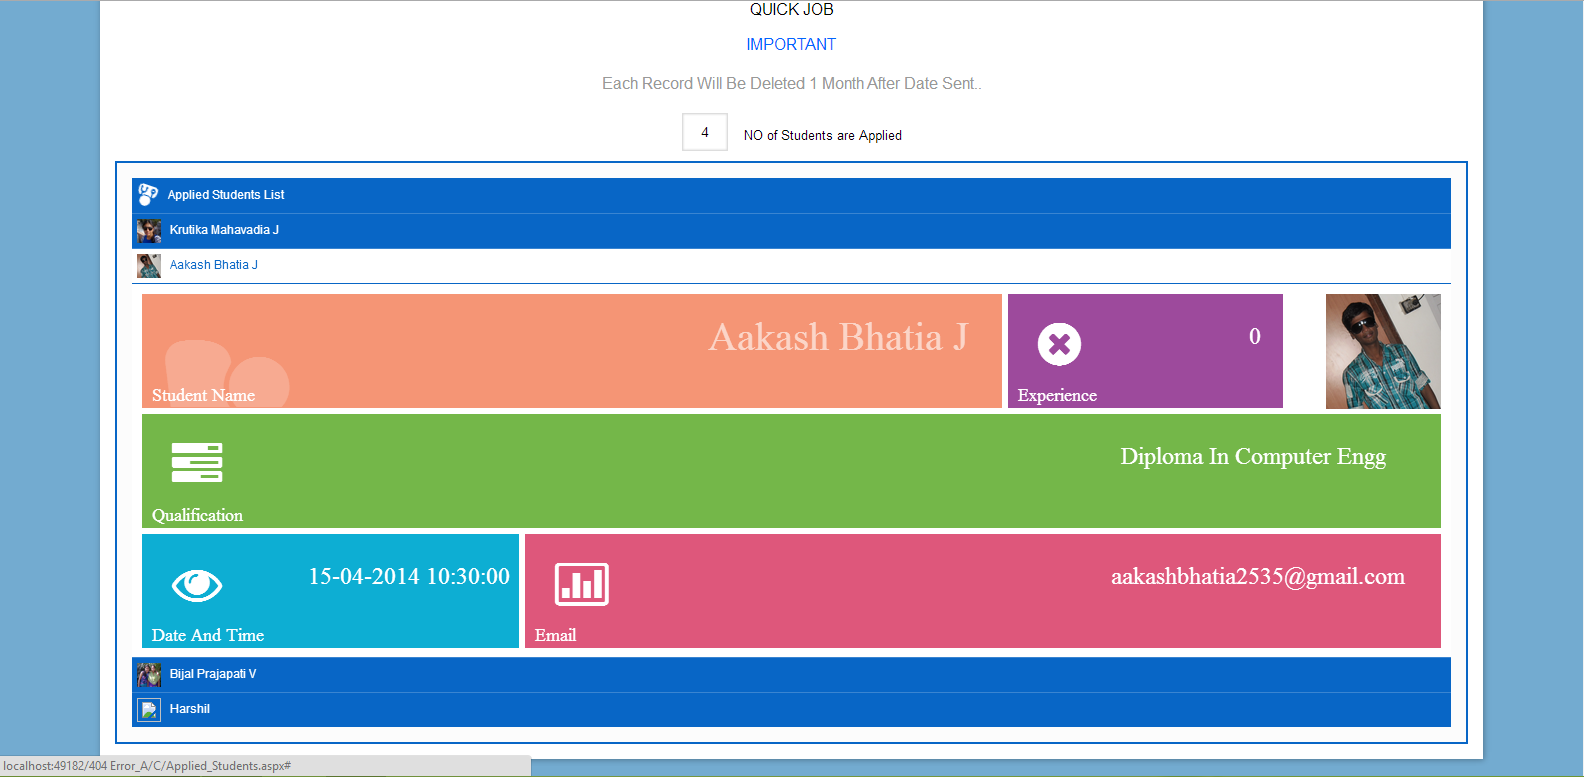 QUICK JOB
IMPORTANT
Each Record Will Be Deleted 1 Month After Date Sent..
4 NO of Students are Applied
Applied Students List
Krutika Mahavadia J
Aakash Bhatia J
Aakash Bhatia J
Student Name
0
Experience
Diploma In Computer Engg
Qualification
15-04-2014 10:30:00
Date And Time
aakashbhatia2535@gmail.com
Email
Bijal Prajapati V
Harshil
localhost:49182/404 Error_A/C/Applied_Students.aspx#